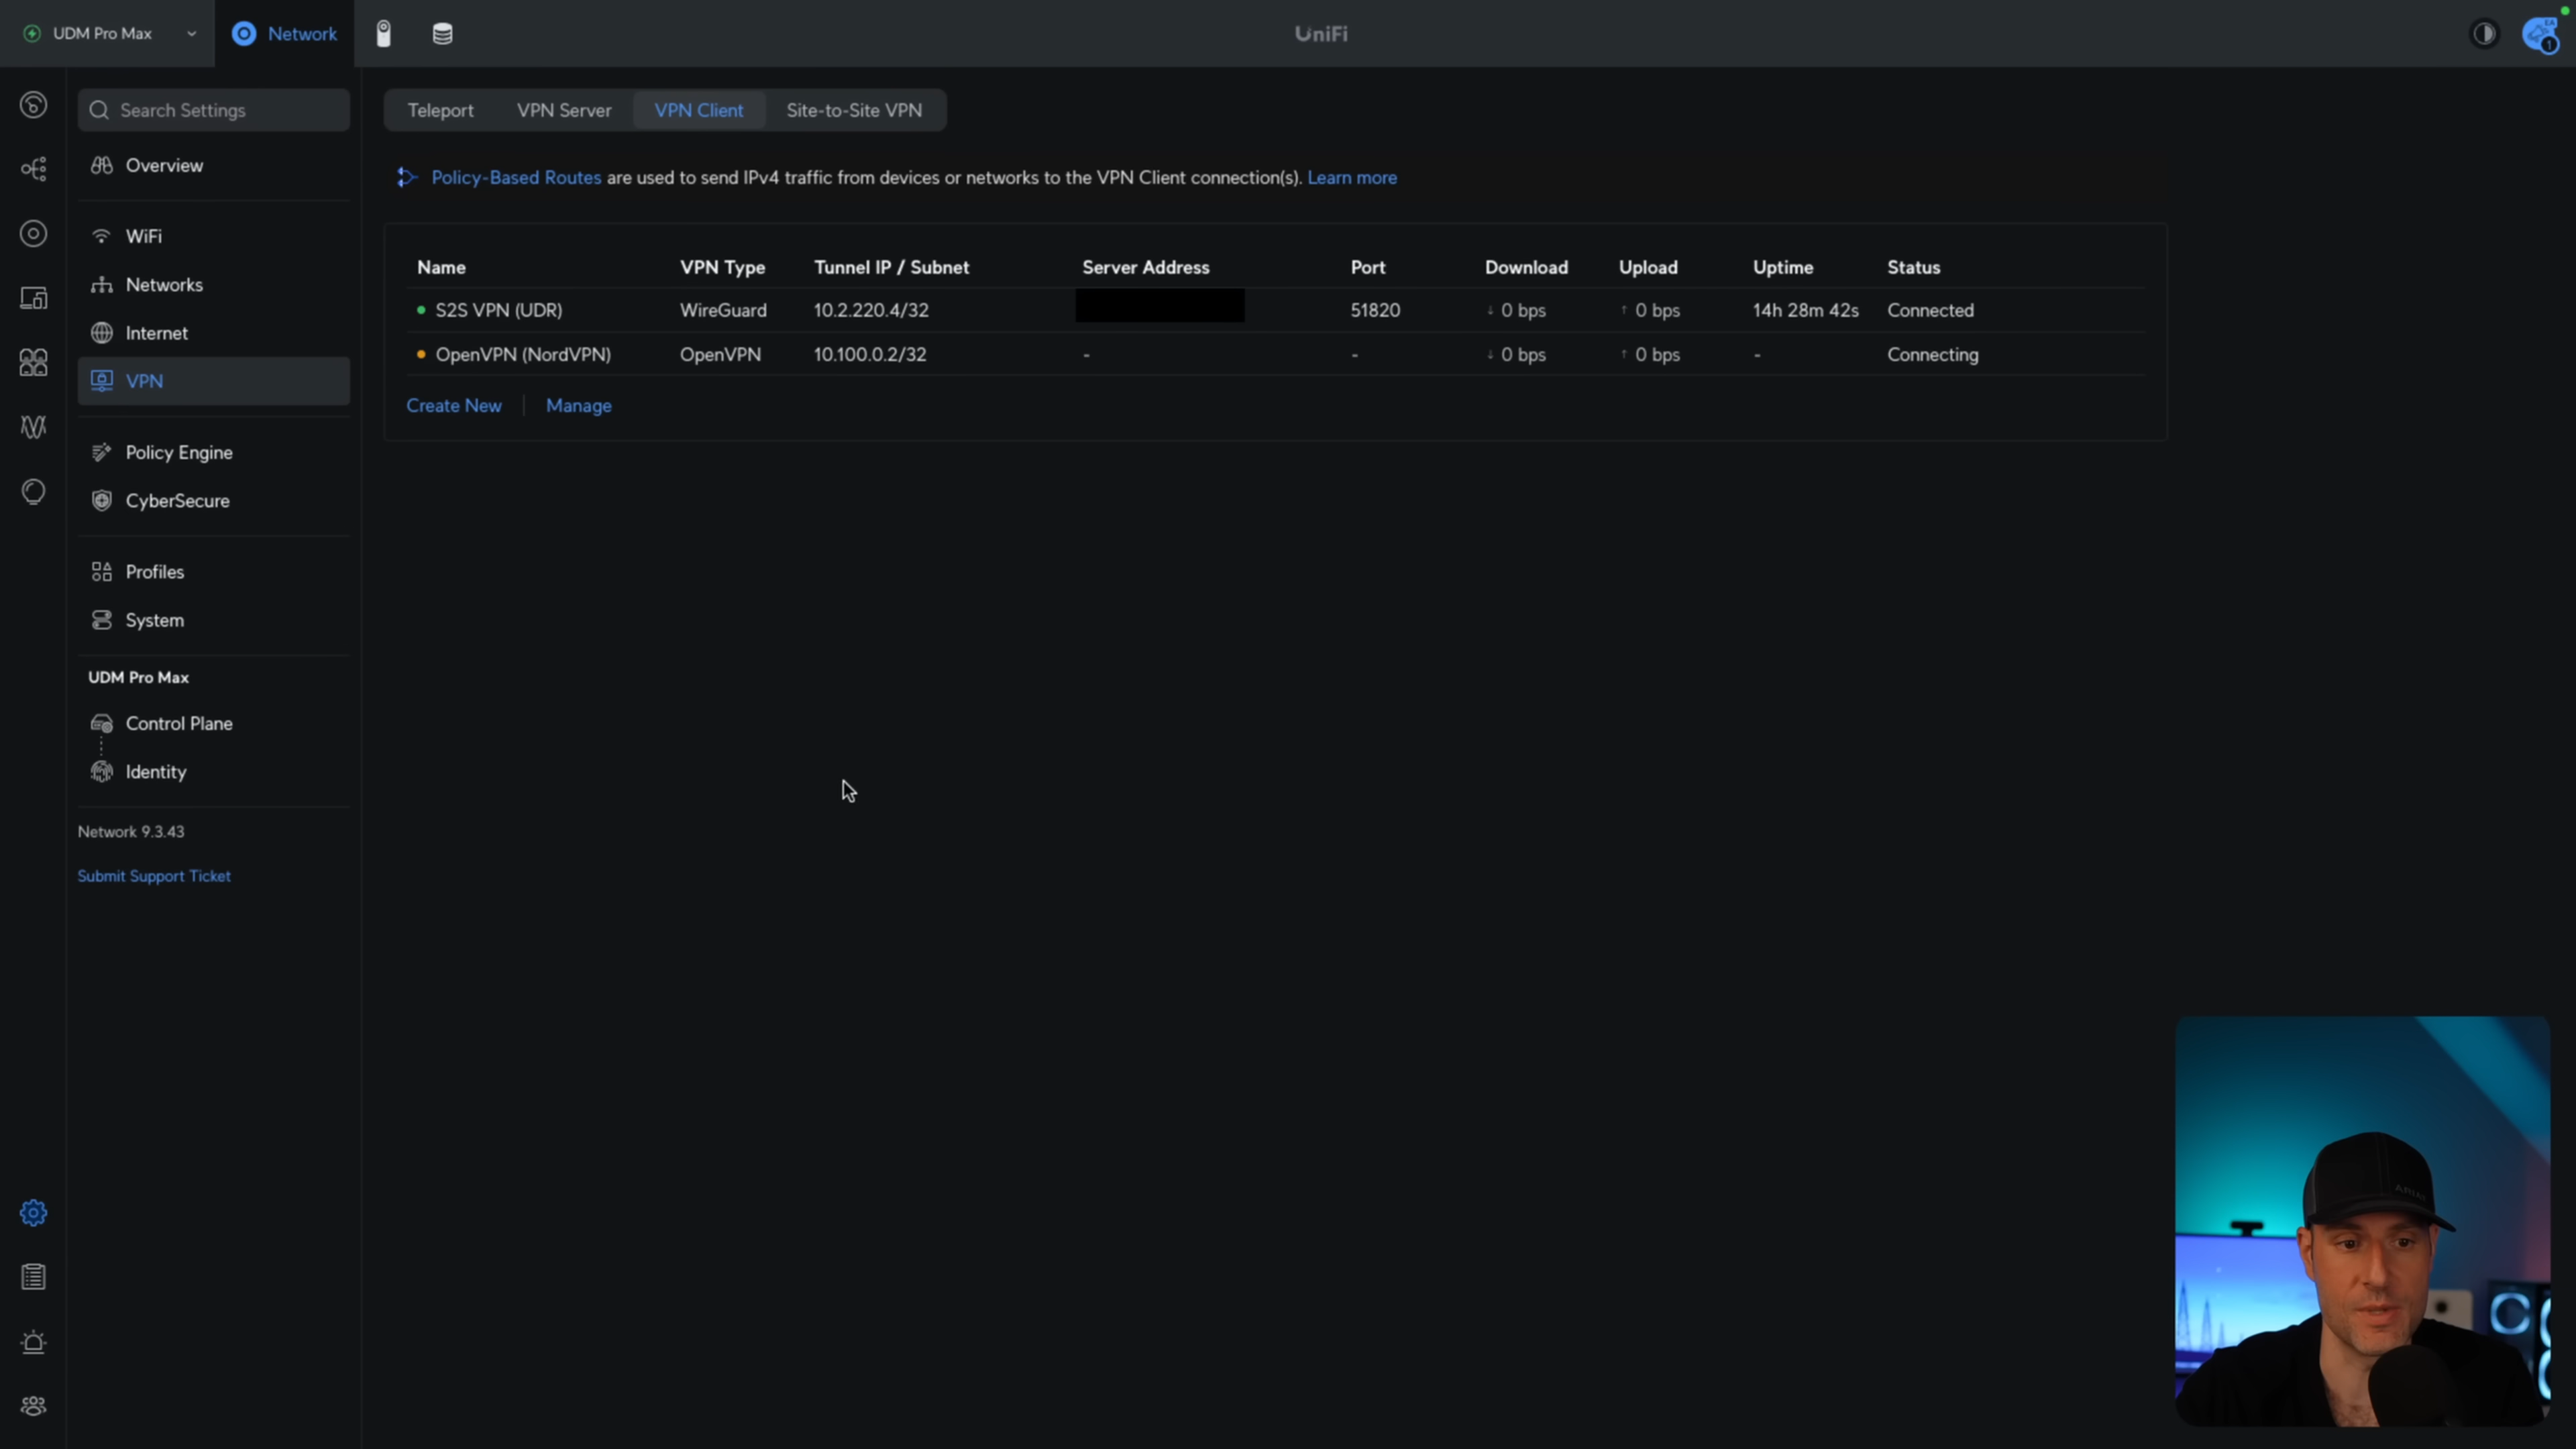 UDM Pro Max
Network
UniFi
EA
1
Search Settings
Overview
WiFi
Networks
Internet
VPN
Policy Engine
CyberSecure
Profiles
System
UDM Pro Max
Control Plane
Identity
Network 9.3.43
Submit Support Ticket
Teleport VPN Server VPN Client Site-to-Site VPN
Policy-Based Routes are used to send IPv4 traffic from devices or networks to the VPN Client connection(s). Learn more
Name VPN Type Tunnel IP / Subnet Server Address Port Download Upload Uptime Status
S2S VPN (UDR) WireGuard 10.2.220.4/32 51820 ↓ 0 bps ↑ 0 bps 14h 28m 42s Connected
OpenVPN (NordVPN) OpenVPN 10.100.0.2/32 - - ↓ 0 bps ↑ 0 bps - Connecting
Create New | Manage